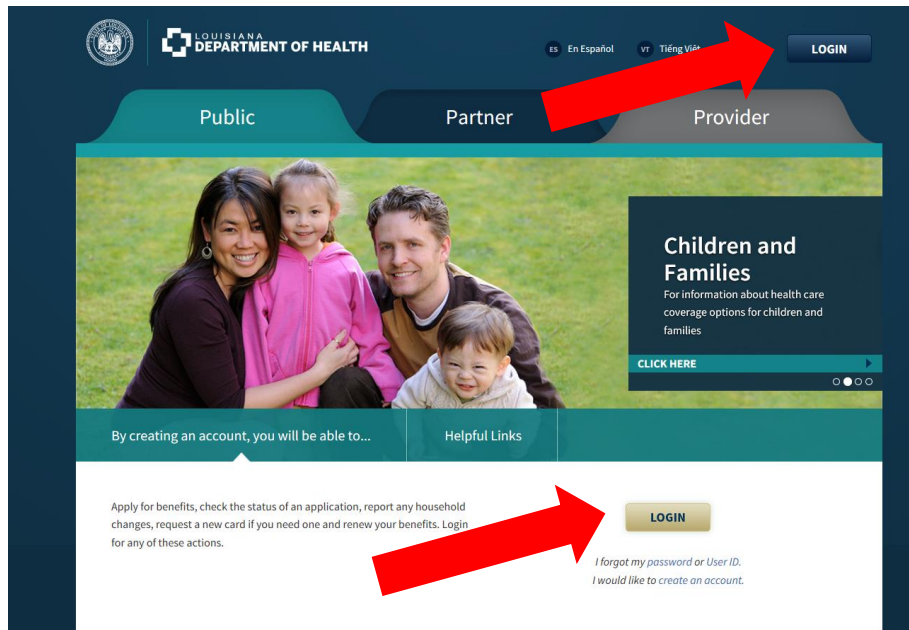 LOUISIANA
DEPARTMENT OF HEALTH
ES En Español
VT Tiếng Việt
LOGIN
Public
Partner
Provider
Children and
Families
For information about health care
coverage options for children and
families
CLICK HERE
By creating an account, you will be able to...
Helpful Links
Apply for benefits, check the status of an application, report any household
changes, request a new card if you need one and renew your benefits. Login
for any of these actions.
LOGIN
I forgot my password or User ID.
I would like to create an account.